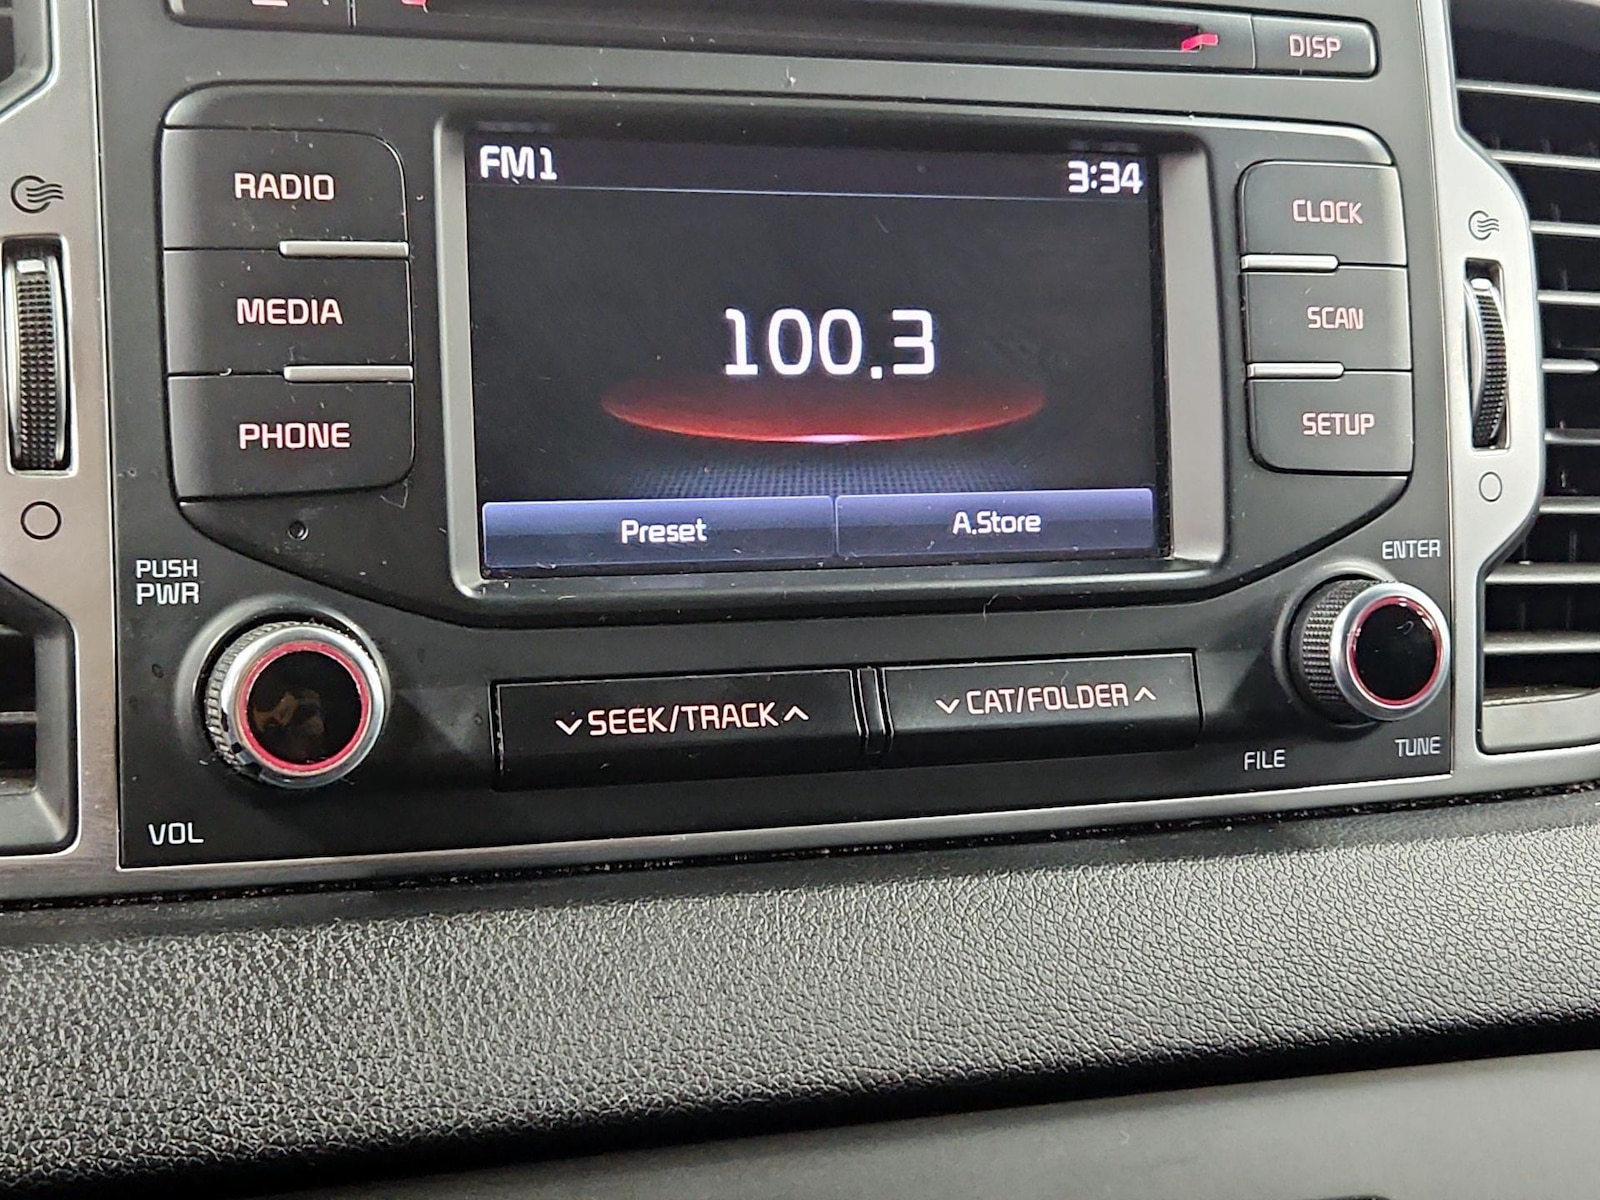 DISP
RADIO
MEDIA
PHONE
FM1
3:34
100.3
Preset
A.Store
CLOCK
SCAN
SETUP
PUSH
PWR
VOL
SEEK/TRACK
CAT/FOLDER
ENTER
FILE
TUNE